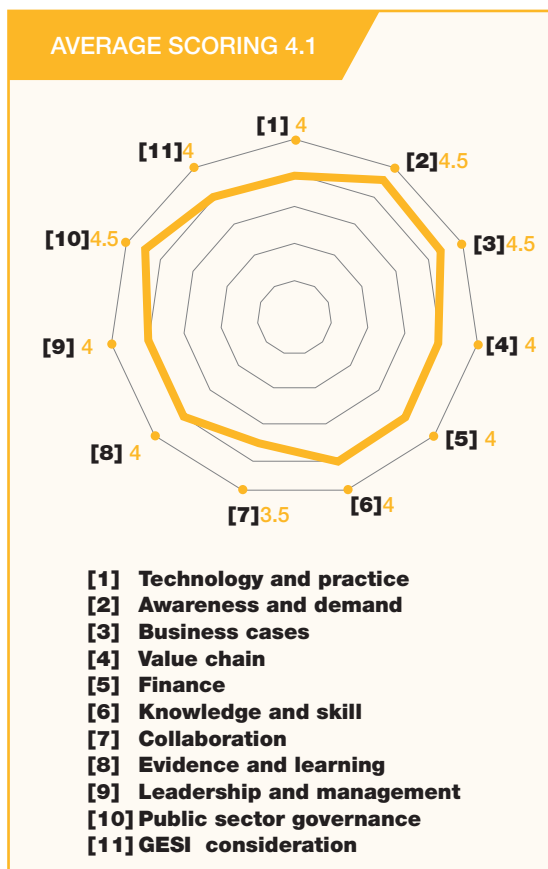 AVERAGE SCORING 4.1
[1] 4
[2]4.5
[3]4.5
[4] 4
[5] 4
[6]4
[7]3.5
[8] 4
[9] 4
[10]4.5
[11]4
[1] Technology and practice
[2] Awareness and demand
[3] Business cases
[4] Value chain
[5] Finance
[6] Knowledge and skill
[7] Collaboration
[8] Evidence and learning
[9] Leadership and management
[10] Public sector governance
[11] GESI consideration